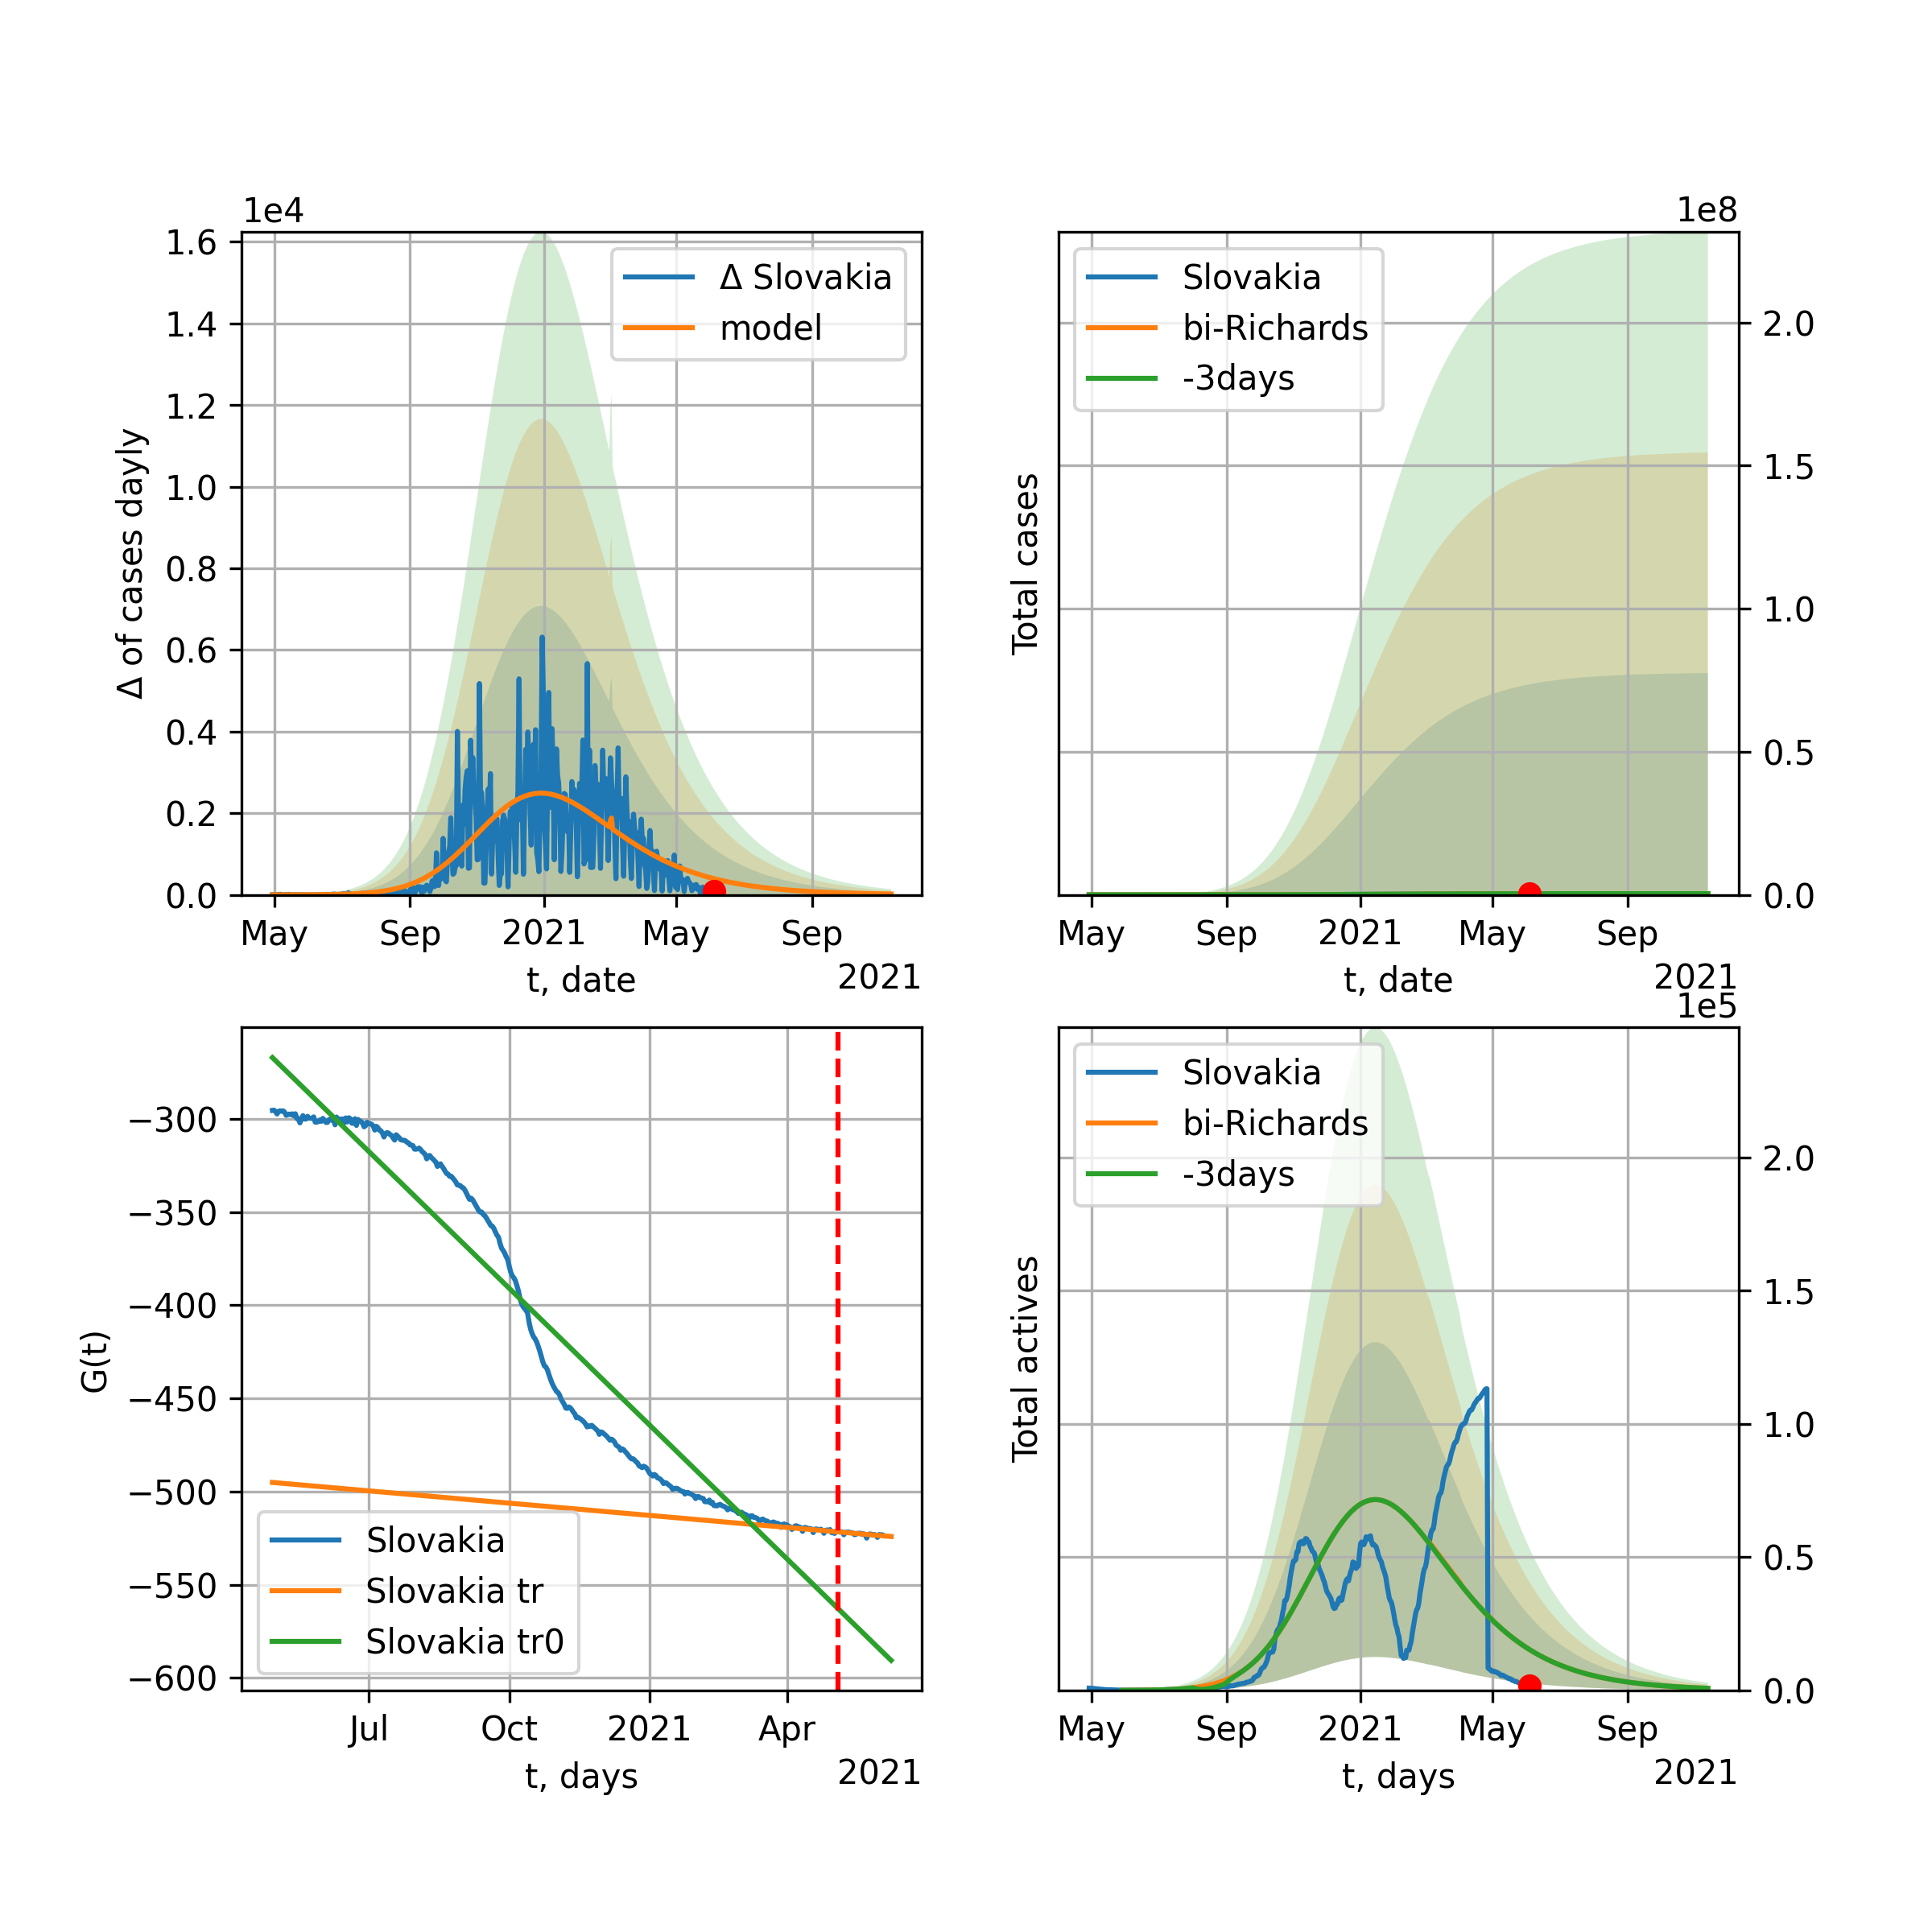 1e4
Δ of cases dayly
1.6
1.4
1.2
1.0
0.8
0.6
0.4
0.2
0.0
Δ Slovakia
model
May Sep 2021 May Sep
t, date
2021
1e8
Total cases
Slovakia
bi-Richards
-3days
2.0
1.5
1.0
0.5
0.0
May Sep 2021 May Sep
t, date
2021
G(t)
−300
−350
−400
−450
−500
−550
−600
Slovakia
Slovakia tr
Slovakia tr0
Jul Oct 2021 Apr
t, days
2021
1e5
Total actives
Slovakia
bi-Richards
-3days
2.0
1.5
1.0
0.5
0.0
May Sep 2021 May Sep
t, days
2021